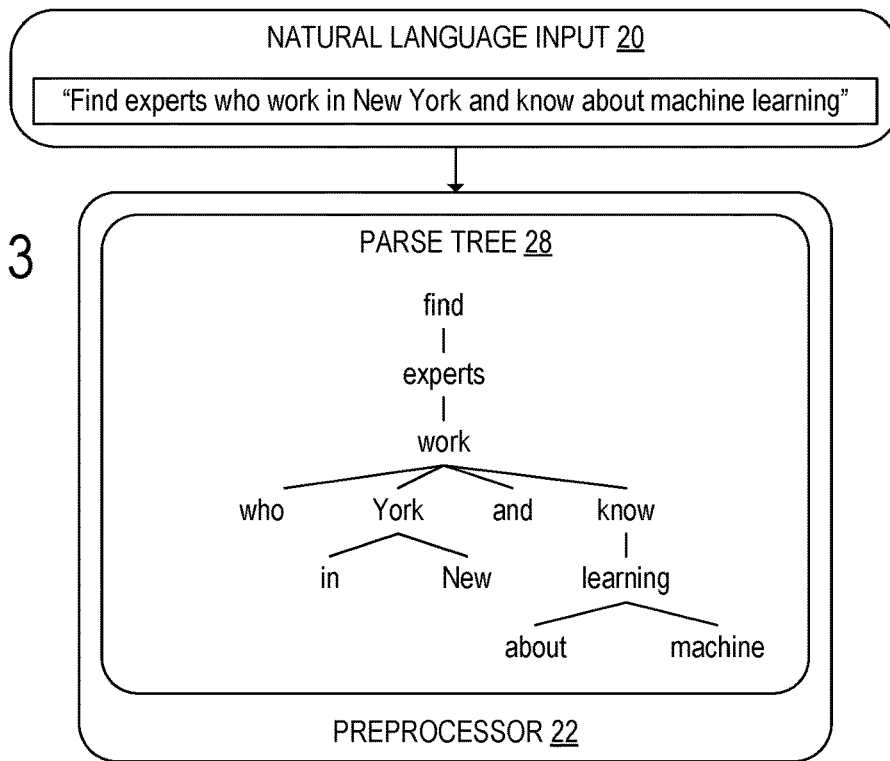 NATURAL LANGUAGE INPUT 20
“Find experts who work in New York and know about machine learning”
3
PARSE TREE 28
find
experts
work
who York and know
in New learning
about machine
PREPROCESSOR 22